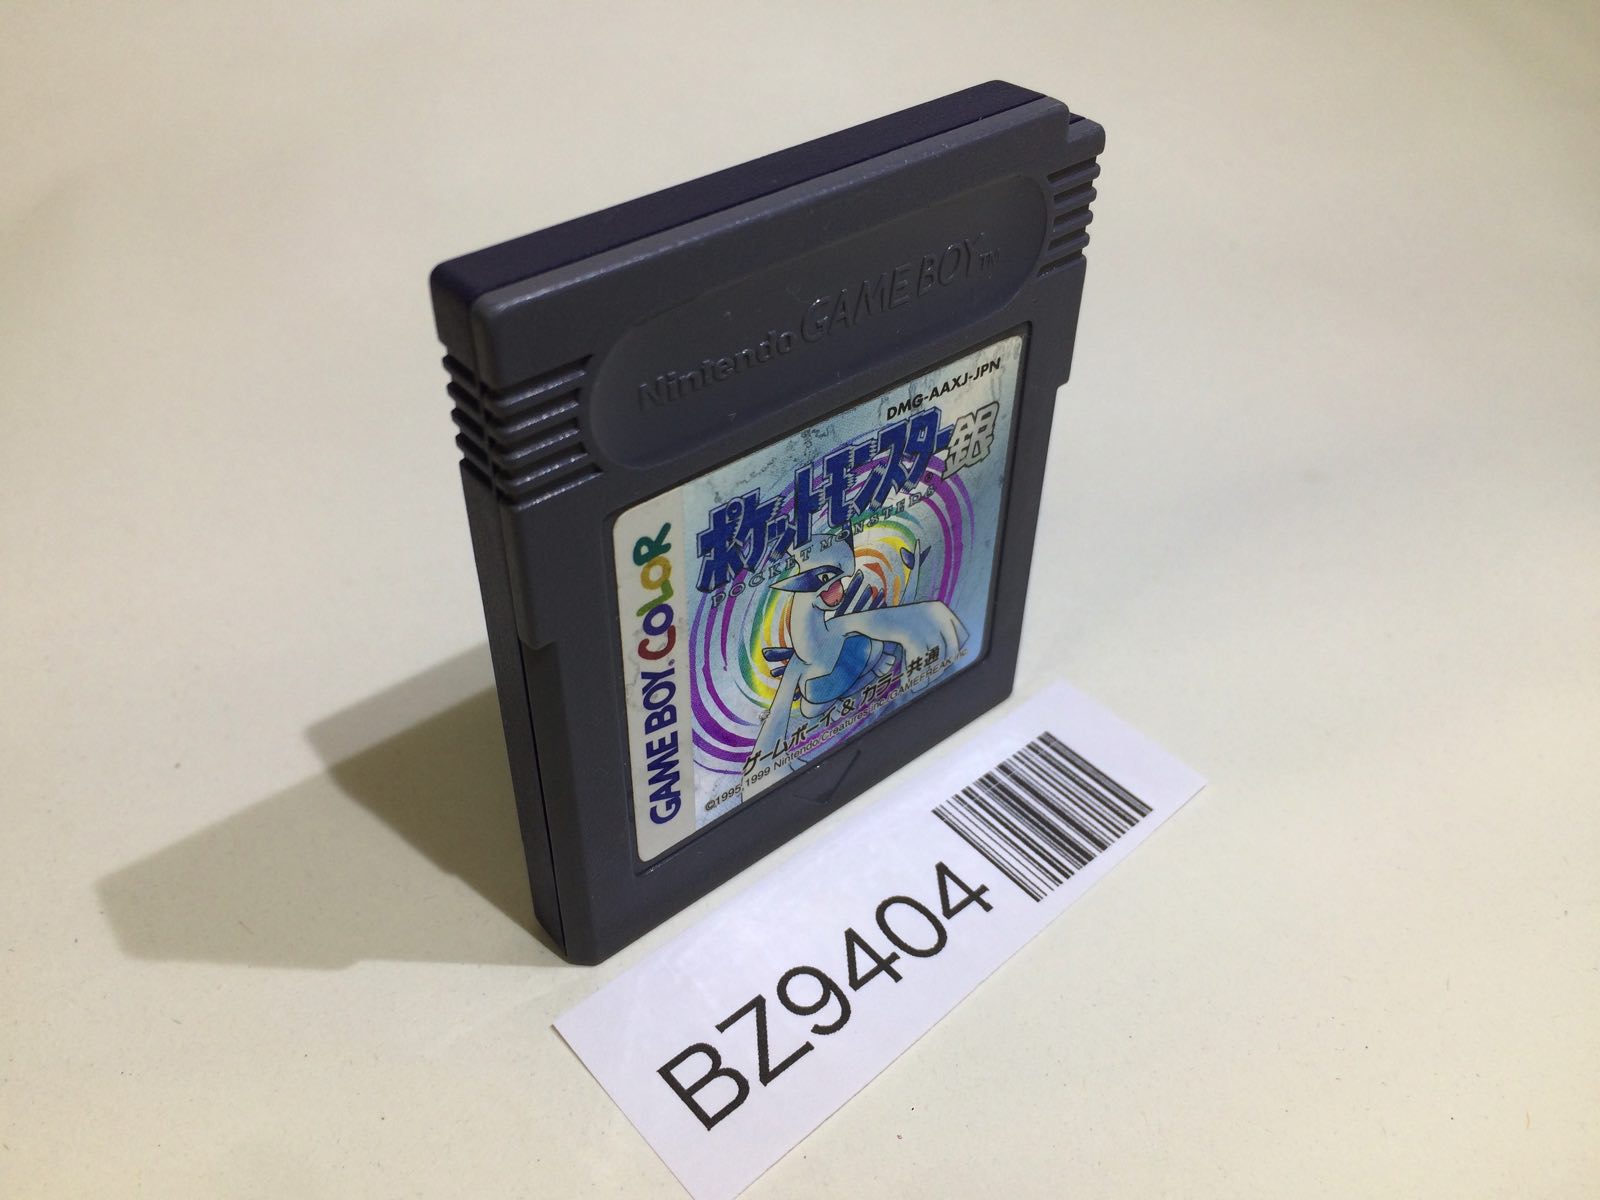 Nintendo GAME BOY™
DMG-AAXJ-JPN
ポケットモンスター銀
POCKET MONSTERS
GAME BOY COLOR
ゲームボーイ & カラー共通
©1995,1999 Nintendo/Creatures inc./GAMEFREAK inc.
BZ9404